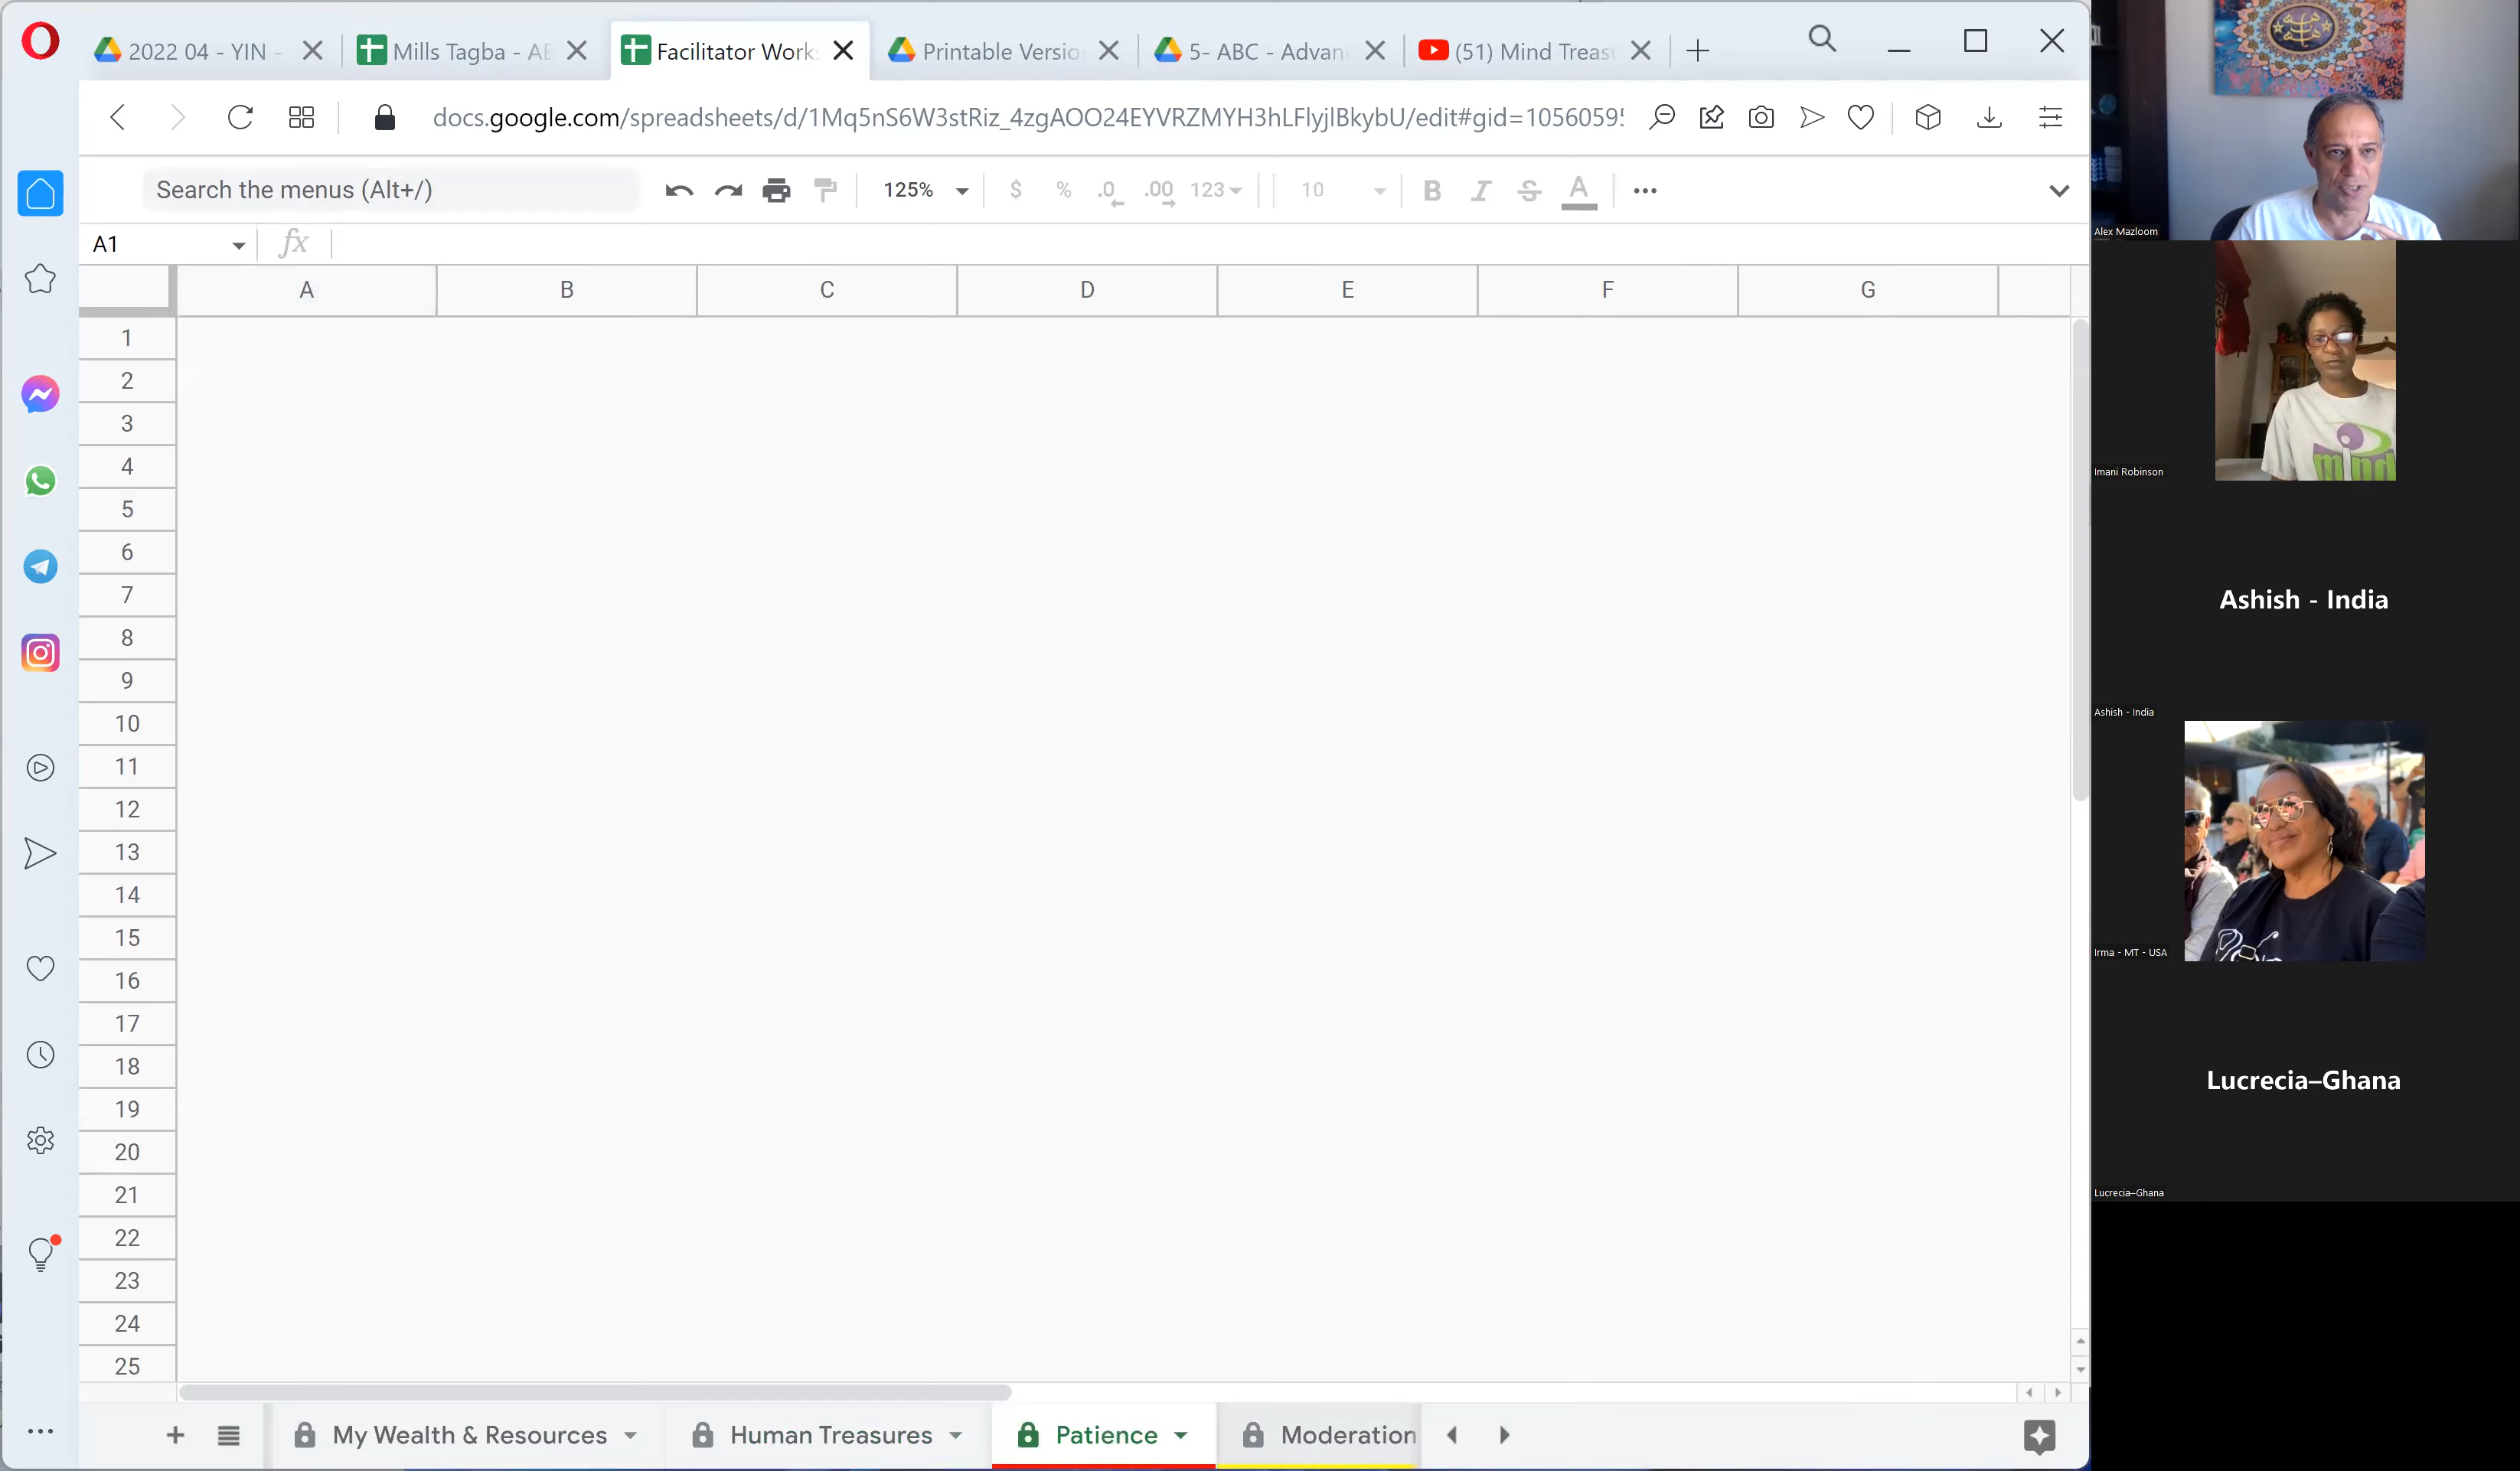 2022 04 - YIN -
Mills Tagba - AB
Facilitator Works
Printable Versio
5- ABC - Advan
(51) Mind Treas
docs.google.com/spreadsheets/d/1Mq5nS6W3stRiz_4zgAOO24EYVRZMYH3hLFlyjlBkybU/edit#gid=1056059
Search the menus (Alt+/)
125%
$ % .0 .00 123
10
B I S A
A1
fx
A B C D E F G
1
2
3
4
5
6
7
8
9
10
11
12
13
14
15
16
17
18
19
20
21
22
23
24
25
My Wealth & Resources
Human Treasures
Patience
Moderation
Alex Mazloom
mind
Imani Robinson
Ashish - India
Ashish - India
Irma - MT - USA
Lucrecia–Ghana
Lucrecia–Ghana